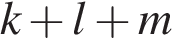 k + l + m